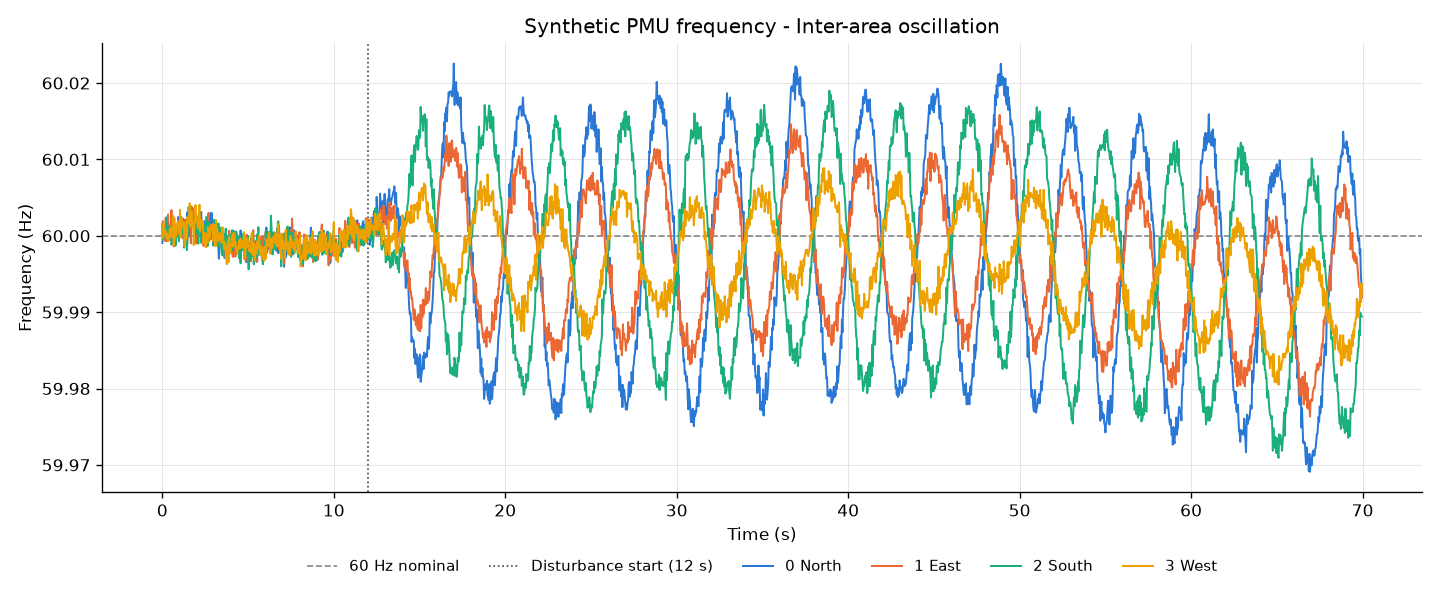 Synthetic PMU frequency - Inter-area oscillation
Frequency (Hz)
60.02
60.01
60.00
59.99
59.98
59.97
0 10 20 30 40 50 60 70
Time (s)
60 Hz nominal Disturbance start (12 s) 0 North 1 East 2 South 3 West